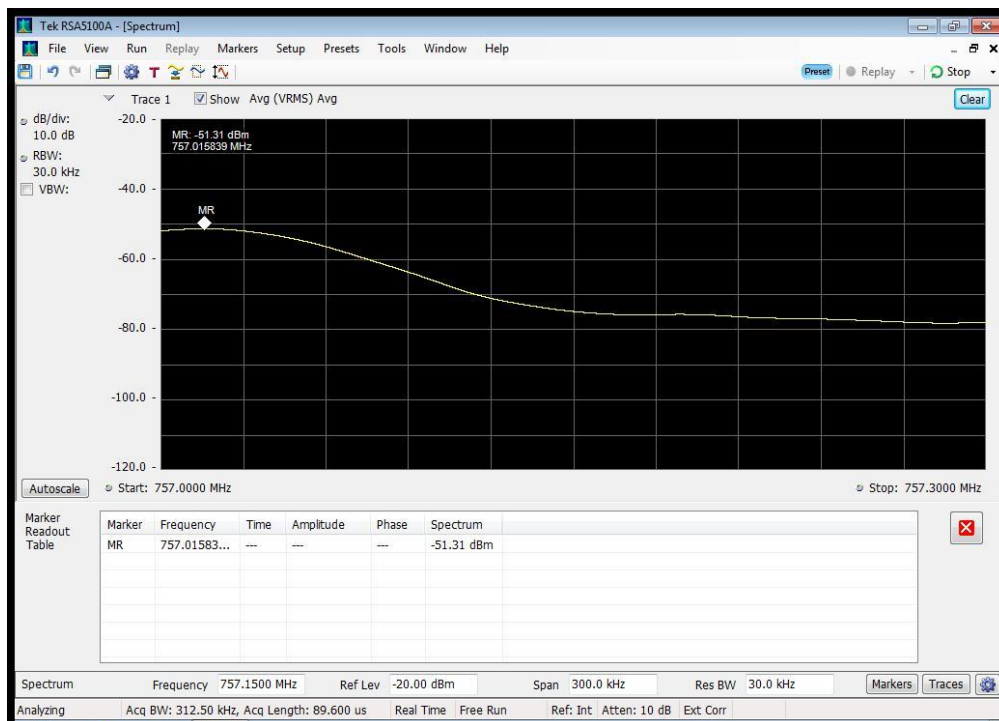 Tek RSA5100A - [Spectrum]
File View Run Replay Markers Setup Presets Tools Window Help
T Preset Replay Stop
Trace 1 Show Avg (VRMS) Avg Clear
dB/div:
10.0 dB
RBW:
30.0 kHz
VBW:
-20.0
MR: -51.31 dBm
757.015839 MHz
-40.0
MR
-60.0
-80.0
-100.0
-120.0
Autoscale Start: 757.0000 MHz Stop: 757.3000 MHz
Marker Readout Table
Marker Frequency Time Amplitude Phase Spectrum
MR 757.01583... --- --- --- -51.31 dBm
Spectrum Frequency 757.1500 MHz Ref Lev -20.00 dBm Span 300.0 kHz Res BW 30.0 kHz Markers Traces
Analyzing Acq BW: 312.50 kHz, Acq Length: 89.600 us Real Time Free Run Ref: Int Atten: 10 dB Ext Corr